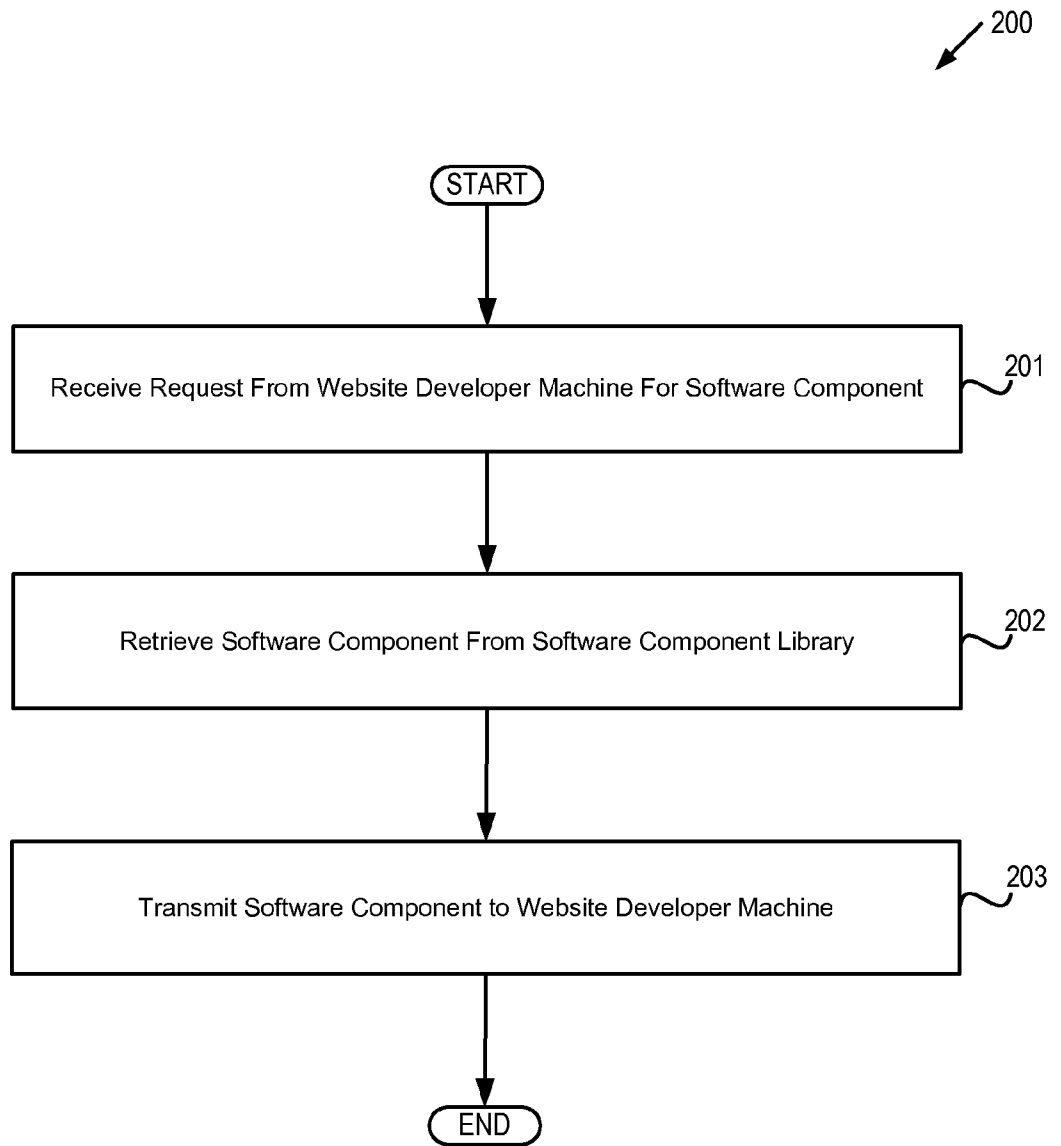 200
START
Receive Request From Website Developer Machine For Software Component
201
Retrieve Software Component From Software Component Library
202
Transmit Software Component to Website Developer Machine
203
END